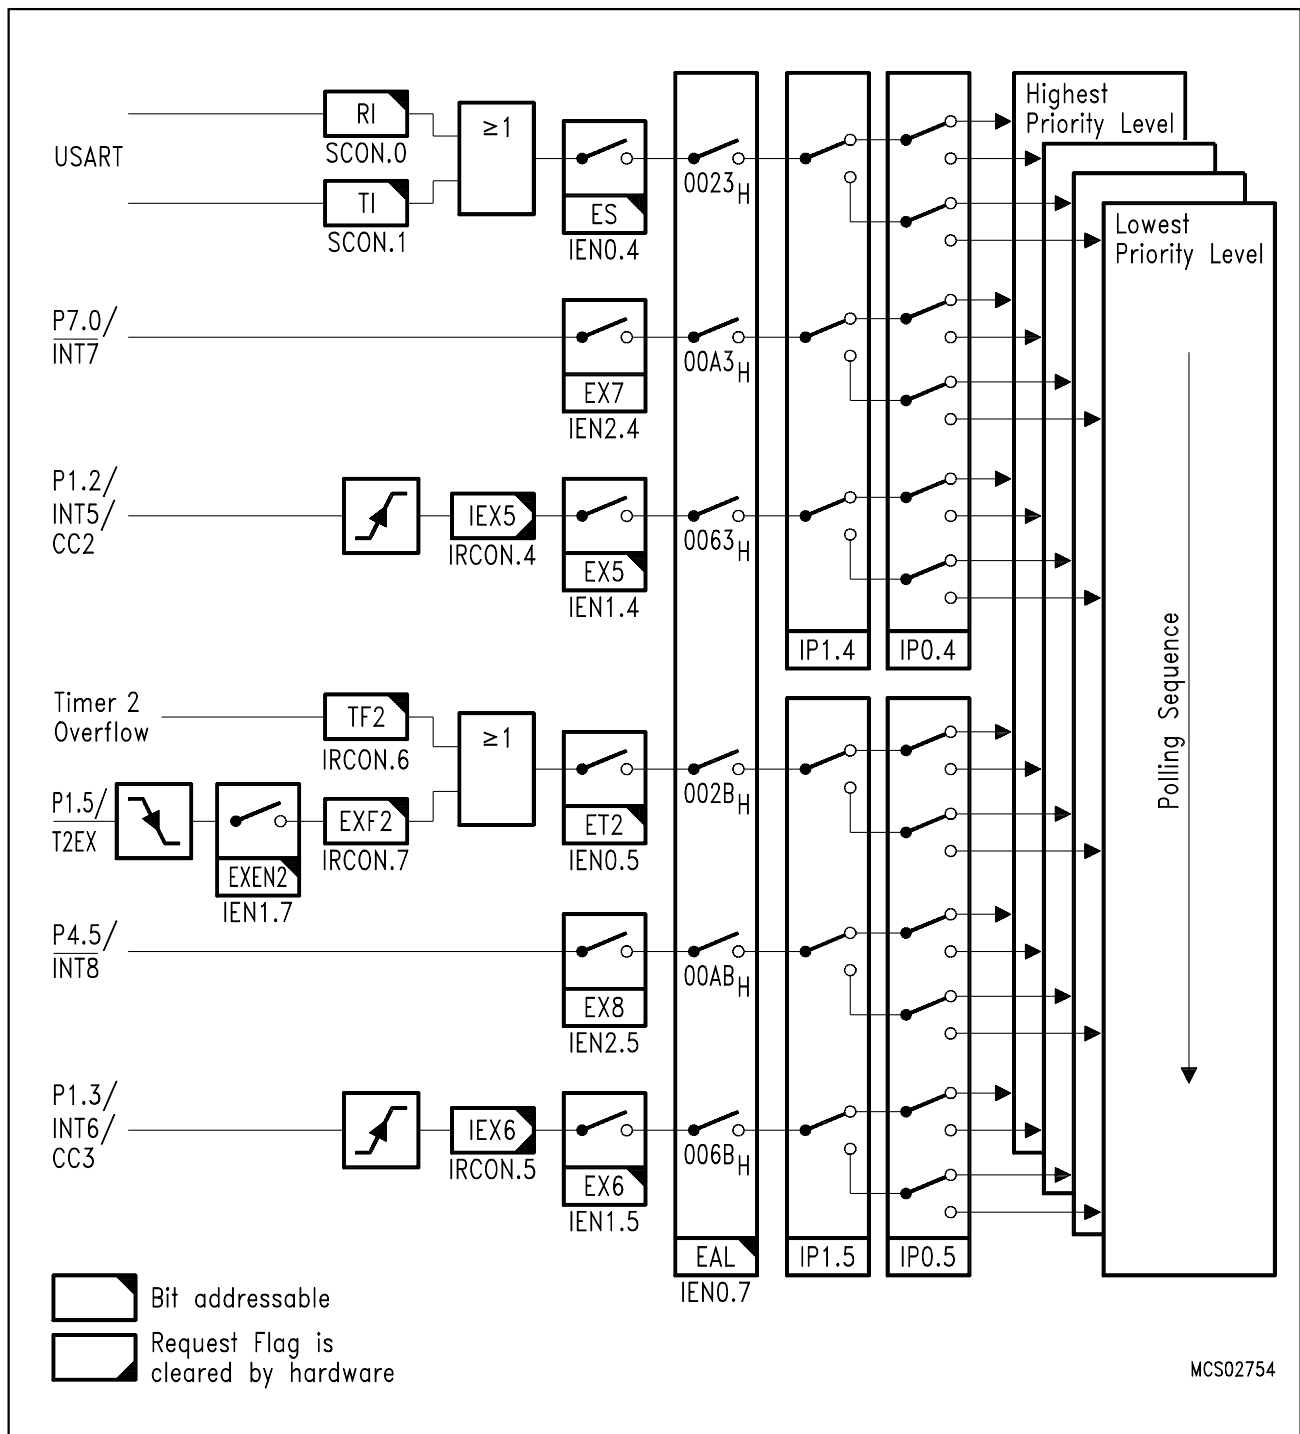 Highest
Priority Level
Lowest
Priority Level
Polling Sequence
USART
RI
SCON.0
TI
SCON.1
≥1
ES
IEN0.4
0023H
P7.0/
INT7
EX7
IEN2.4
00A3H
P1.2/
INT5/
CC2
IEX5
IRCON.4
EX5
IEN1.4
0063H
IP1.4
IP0.4
Timer 2
Overflow
TF2
IRCON.6
≥1
P1.5/
T2EX
EXEN2
IEN1.7
EXF2
IRCON.7
ET2
IEN0.5
002BH
P4.5/
INT8
EX8
IEN2.5
00ABH
P1.3/
INT6/
CC3
IEX6
IRCON.5
EX6
IEN1.5
006BH
EAL
IEN0.7
IP1.5
IP0.5
Bit addressable
Request Flag is
cleared by hardware
MCS02754